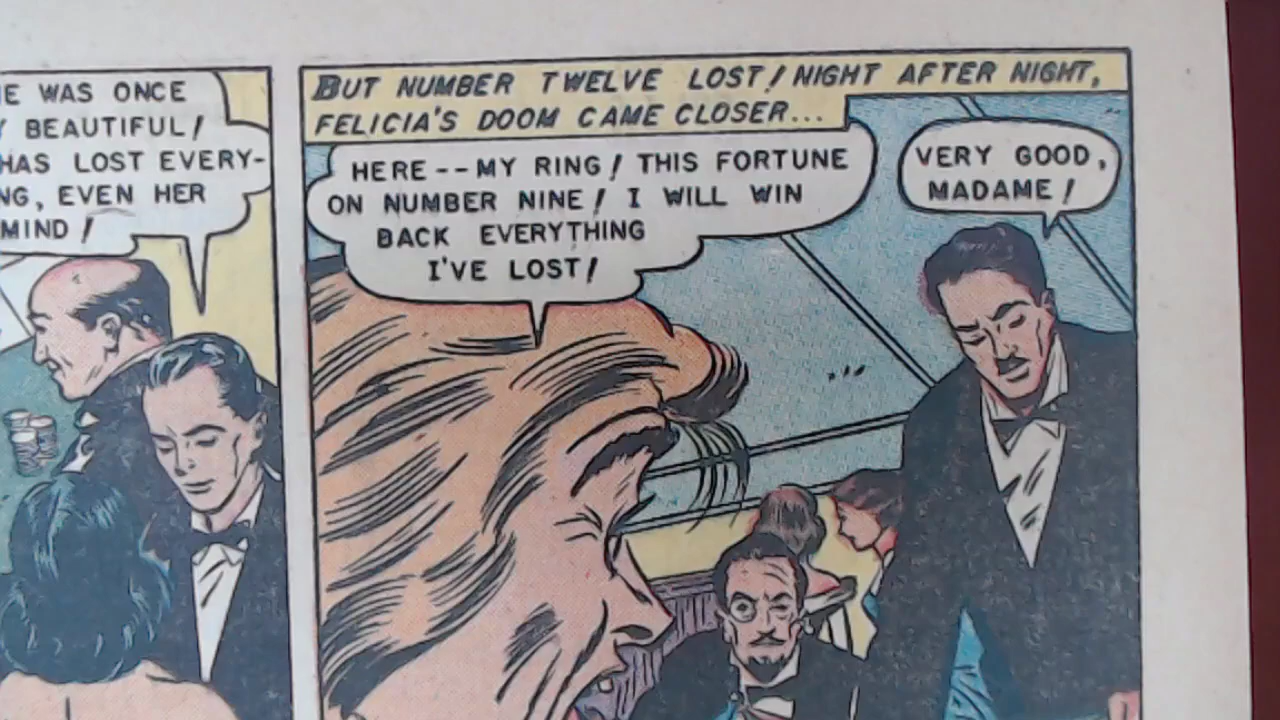 WAS ONCE
BEAUTIFUL!
HAS LOST EVERY-
EVEN HER
MIND!
BUT NUMBER TWELVE LOST! NIGHT AFTER NIGHT,
FELICIA'S DOOM CAME CLOSER...
HERE--MY RING! THIS FORTUNE
ON NUMBER NINE! I WILL WIN
BACK EVERYTHING
I'VE LOST!
VERY GOOD,
MADAME!